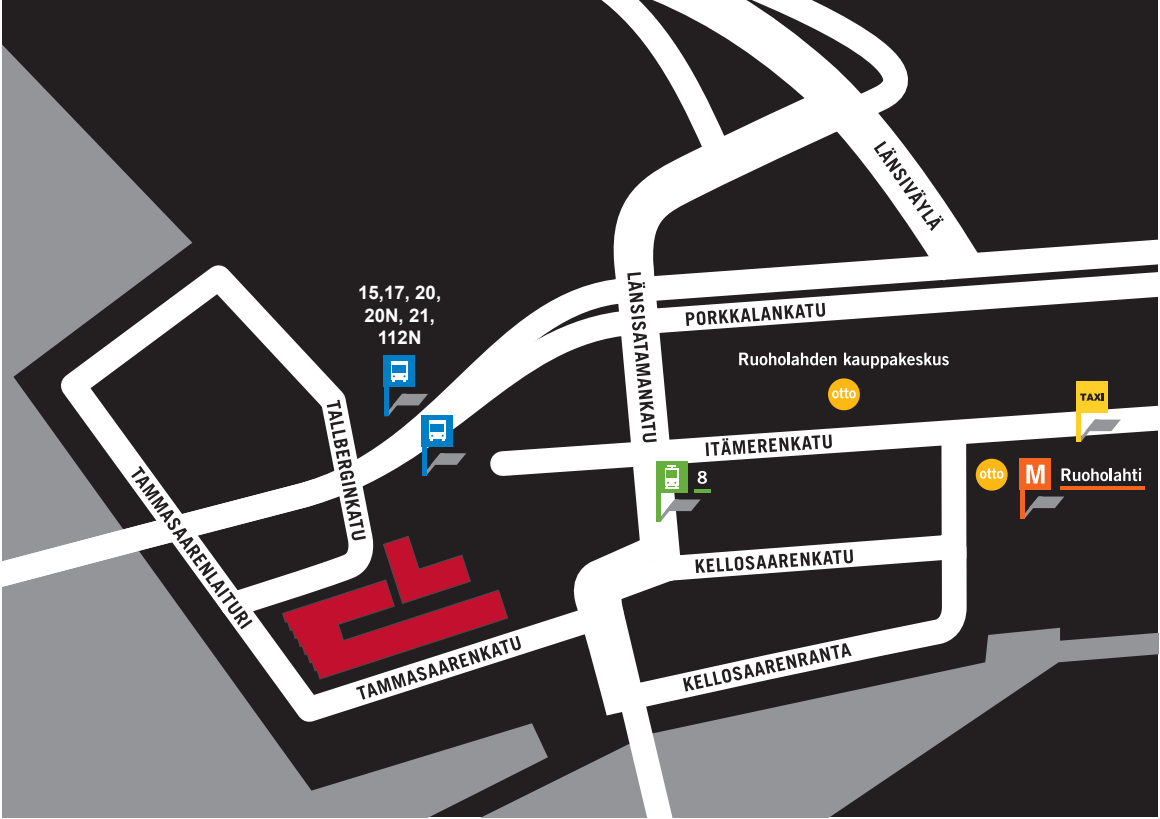 LÄNSIVÄYLÄ
15,17, 20,
20N, 21,
112N
LÄNSISATAMANKATU
PORKKALANKATU
Ruoholahden kauppakeskus
otto
TAXI
TALLBERGINKATU
ITÄMERENKATU
TAMMASAARENLAITURI
8
otto
M
Ruoholahti
KELLOSAARENKATU
TAMMASAARENKATU
KELLOSAARENRANTA